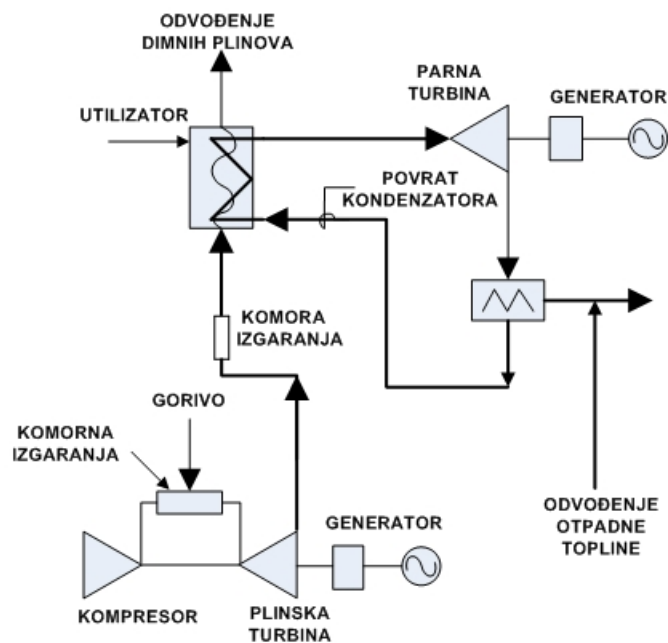 ODVOĐENJE
DIMNIH PLINOVA
PARNA
TURBINA
GENERATOR
UTILIZATOR
POVRAT
KONDENZATORA
KOMORA
IZGARANJA
GORIVO
KOMORNA
IZGARANJA
GENERATOR
ODVOĐENJE
OTPADNE
TOPLINE
KOMPRESOR
PLINSKA
TURBINA